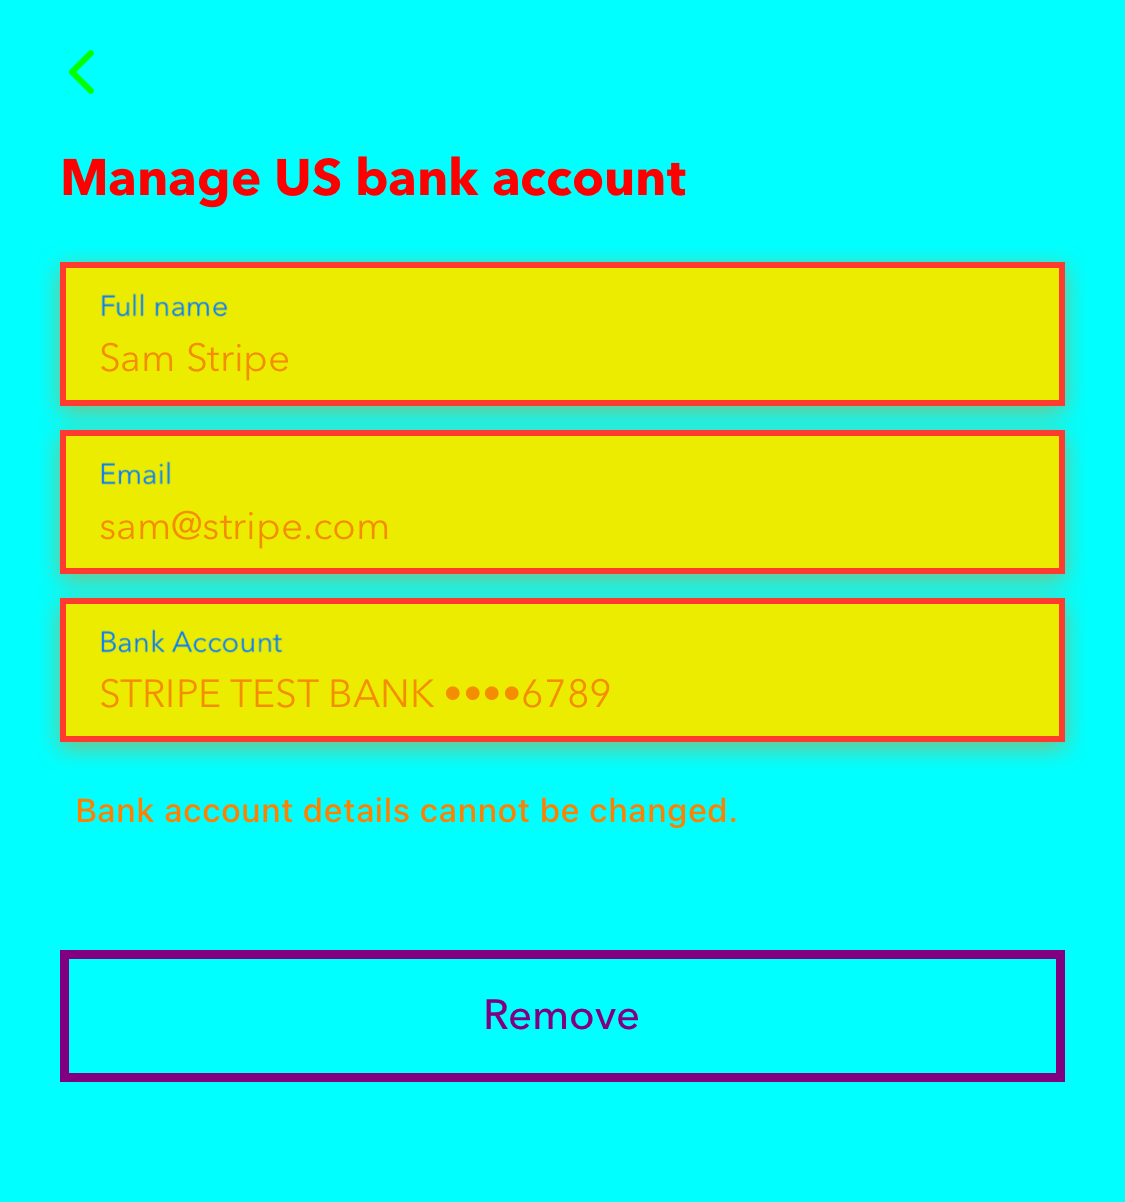 Manage US bank account
Full name
Sam Stripe
Email
sam@stripe.com
Bank Account
STRIPE TEST BANK ••••6789
Bank account details cannot be changed.
Remove